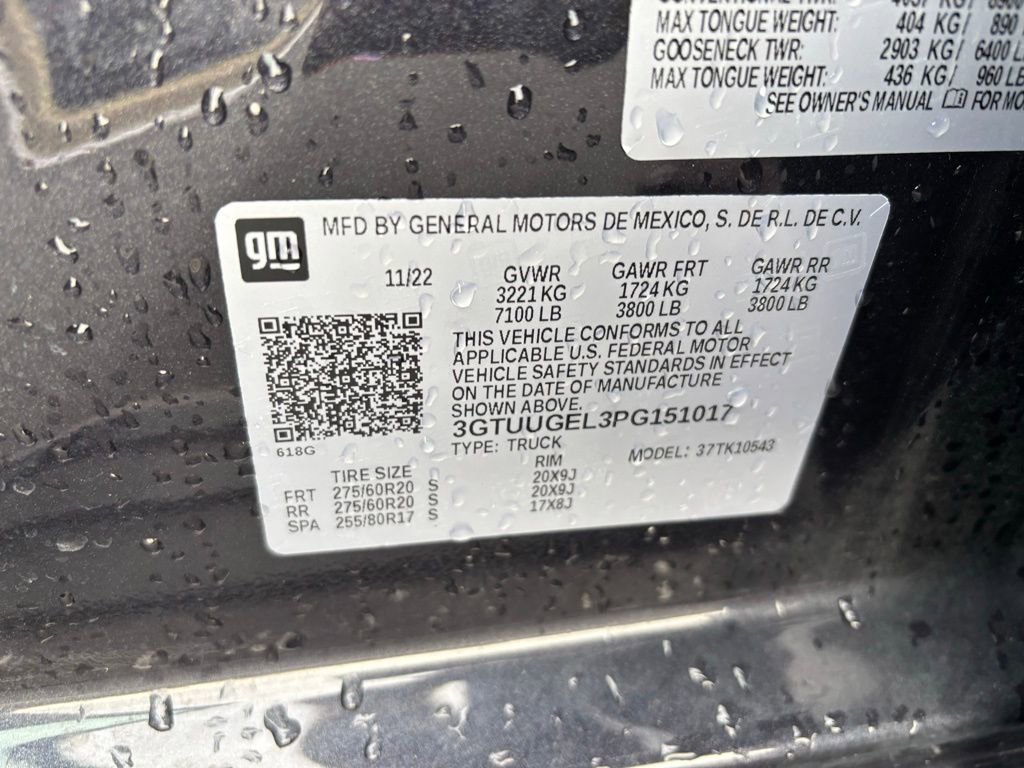 CONVENTIONAL TWR:
MAX TONGUE WEIGHT: 404 KG/ 890
GOOSENECK TWR: 2903 KG/ 6400 L
MAX TONGUE WEIGHT: 436 KG/ 960 LB
SEE OWNER'S MANUAL FOR MO
gm
MFD BY GENERAL MOTORS DE MEXICO, S. DE R.L. DE C.V.
11/22 GVWR GAWR FRT GAWR RR
3221 KG 1724 KG 1724 KG
7100 LB 3800 LB 3800 LB
THIS VEHICLE CONFORMS TO ALL
APPLICABLE U.S. FEDERAL MOTOR
VEHICLE SAFETY STANDARDS IN EFFECT
ON THE DATE OF MANUFACTURE
SHOWN ABOVE.
3GTUUGEL3PG151017
618G
TYPE: TRUCK MODEL: 37TK10543
TIRE SIZE RIM
FRT 275/60R20 S 20X9J
RR 275/60R20 S 20X9J
SPA 255/80R17 S 17X8J